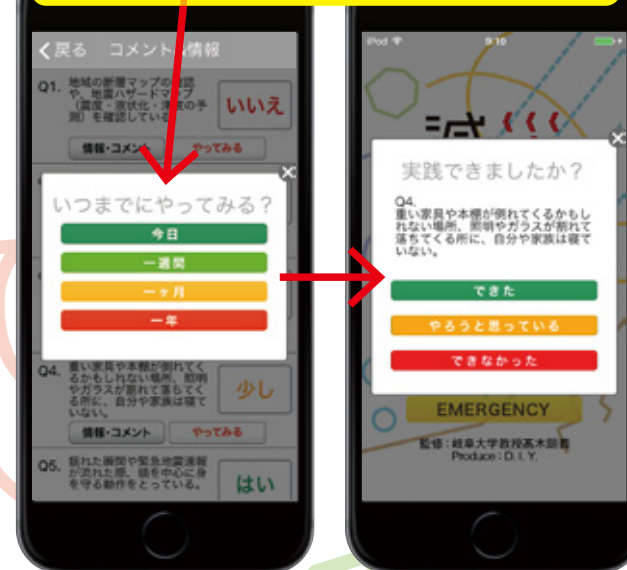 戻る コメント&情報
Q1. 地域の断層マップの確認
や、地震ハザードマップ
(震度・液状化・津波の予
測)を確認している。
いいえ
情報・コメント やってみる
いつまでにやってみる?
今日
一週間
一ヶ月
一年
Q4. 重い家具や本棚が倒れてく
るかもしれない場所、照明
やガラスが割れて落ちてく
る所に、自分や家族は寝て
いない。
少し
情報・コメント やってみる
Q5. 揺れた瞬間や緊急地震速報
が流れた際、頭を中心に身
を守る動作をとっている。
はい
iPod 9:19
減
実践できましたか?
Q4.
重い家具や本棚が倒れてくるかもし
れない場所、照明やガラスが割れて
落ちてくる所に、自分や家族は寝て
いない。
できた
やろうと思っている
できなかった
EMERGENCY
監修:岐阜大学教授髙木朗義
Produce:D.I.Y.